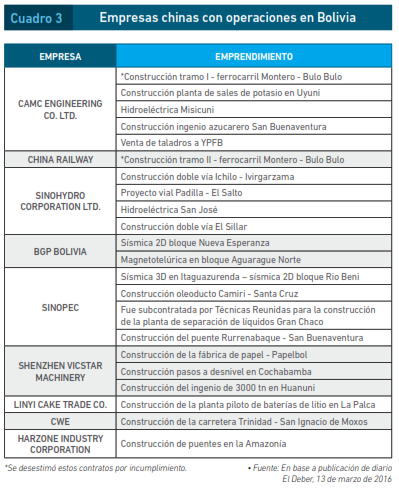 Cuadro 3
Empresas chinas con operaciones en Bolivia
EMPRESA
EMPRENDIMIENTO
CAMC ENGINEERING
CO. LTD.
*Construcción tramo I - ferrocarril Montero - Bulo Bulo
Construcción planta de sales de potasio en Uyuni
Hidroeléctrica Misicuni
Construcción ingenio azucarero San Buenaventura
Venta de taladros a YPFB
CHINA RAILWAY
*Construcción tramo II - ferrocarril Montero - Bulo Bulo
SINOHYDRO
CORPORATION LTD.
Construcción doble vía Ichilo - Ivirgarzama
Proyecto vial Padilla - El Salto
Hidroeléctrica San José
Construcción doble vía El Sillar
BGP BOLIVIA
Sísmica 2D bloque Nueva Esperanza
Magnetotelúrica en bloque Aguarague Norte
SINOPEC
Sísmica 3D en Itaguazurenda – sísmica 2D bloque Rio Beni
Construcción oleoducto Camiri - Santa Cruz
Fue subcontratada por Técnicas Reunidas para la construcción
de la planta de separación de líquidos Gran Chaco
Construcción del puente Rurrenabaque - San Buenaventura
SHENZHEN VICSTAR
MACHINERY
Construcción de la fábrica de papel - Papelbol
Construcción pasos a desnivel en Cochabamba
Construcción del ingenio de 3000 tn en Huanuni
LINYI CAKE TRADE CO.
Construcción de la planta piloto de baterías de litio en La Palca
CWE
Construcción de la carretera Trinidad - San Ignacio de Moxos
HARZONE INDUSTRY
CORPORATION
Construcción de puentes en la Amazonía
*Se desestimó estos contratos por incumplimiento.
• Fuente: En base a publicación de diario
El Deber, 13 de marzo de 2016